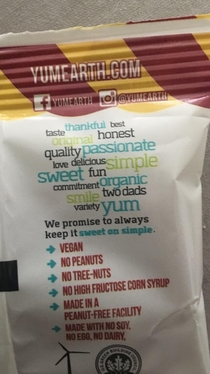 YUMEARTH.COM
YUMEARTH @YUMEARTH
thankful best
taste original honest
quality passionate
love delicious simple
sweet fun
commitment organic
smile two dads
variety yum
We promise to always
keep it sweet on simple.
VEGAN
NO PEANUTS
NO TREE-NUTS
NO HIGH FRUCTOSE CORN SYRUP
MADE IN A
PEANUT-FREE FACILITY
MADE WITH NO SOY,
NO EGG, NO DAIRY,